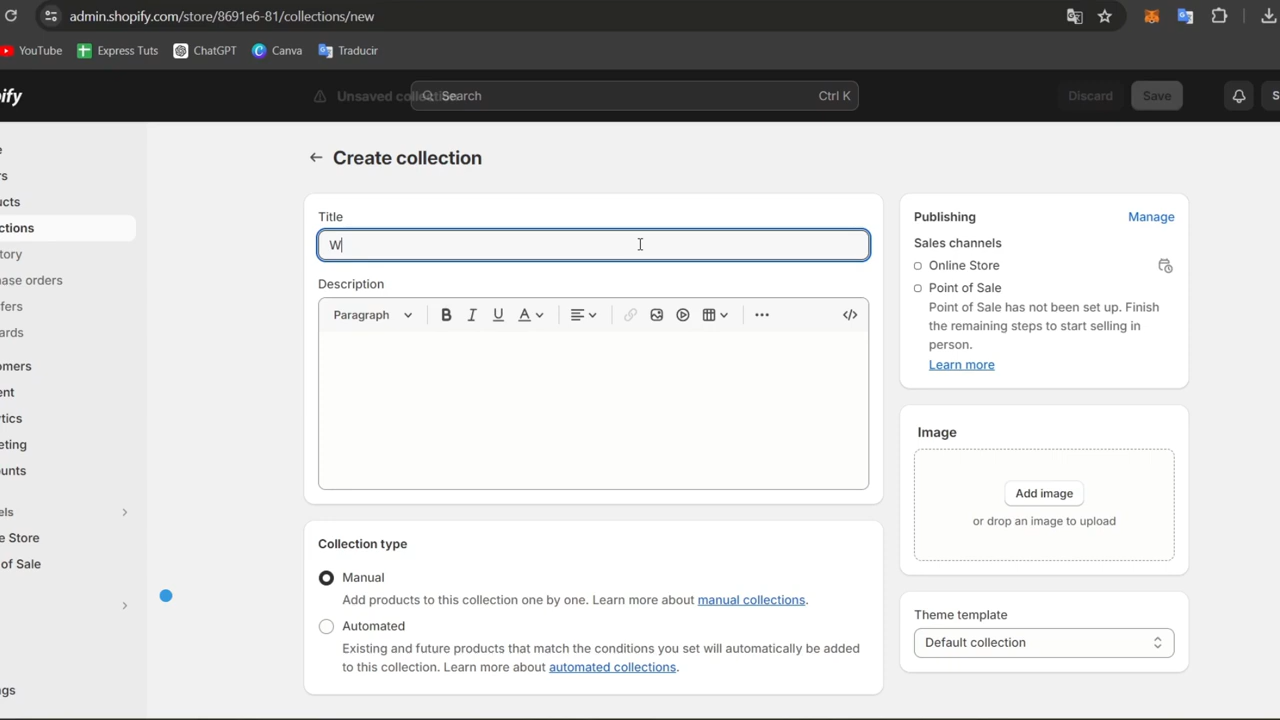 admin.shopify.com/store/8691e6-81/collections/new
YouTube Express Tuts ChatGPT Canva Traducir
ify Unsaved Search Ctrl K Discard Save S
Create collection
Title
W
Description
Paragraph B I U A
Collection type
Manual
Add products to this collection one by one. Learn more about manual collections.
Automated
Existing and future products that match the conditions you set will automatically be added
to this collection. Learn more about automated collections.
Publishing Manage
Sales channels
Online Store
Point of Sale
Point of Sale has not been set up. Finish
the remaining steps to start selling in
person.
Learn more
Image
Add image
or drop an image to upload
Theme template
Default collection
e
rs
ucts
ctions
tory
ase orders
fers
ards
omers
ent
tics
eting
ounts
els
e Store
of Sale
gs